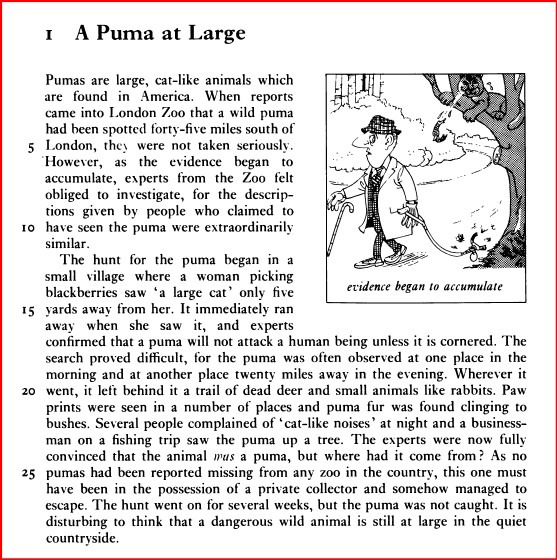 1 A Puma at Large
Pumas are large, cat-like animals which
are found in America. When reports
came into London Zoo that a wild puma
had been spotted forty-five miles south of
5 London, they were not taken seriously.
However, as the evidence began to
accumulate, experts from the Zoo felt
obliged to investigate, for the descrip-
tions given by people who claimed to
10 have seen the puma were extraordinarily
similar.
The hunt for the puma began in a
small village where a woman picking
blackberries saw 'a large cat' only five
15 yards away from her. It immediately ran
away when she saw it, and experts
confirmed that a puma will not attack a human being unless it is cornered. The
search proved difficult, for the puma was often observed at one place in the
morning and at another place twenty miles away in the evening. Wherever it
20 went, it left behind it a trail of dead deer and small animals like rabbits. Paw
prints were seen in a number of places and puma fur was found clinging to
bushes. Several people complained of 'cat-like noises' at night and a business-
man on a fishing trip saw the puma up a tree. The experts were now fully
convinced that the animal was a puma, but where had it come from? As no
25 pumas had been reported missing from any zoo in the country, this one must
have been in the possession of a private collector and somehow managed to
escape. The hunt went on for several weeks, but the puma was not caught. It is
disturbing to think that a dangerous wild animal is still at large in the quiet
countryside.
evidence began to accumulate